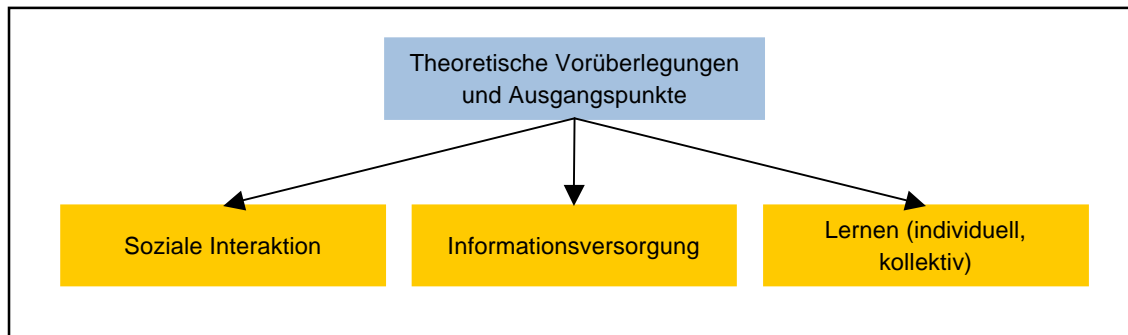 Theoretische Vorüberlegungen
und Ausgangspunkte
Soziale Interaktion
Informationsversorgung
Lernen (individuell,
kollektiv)